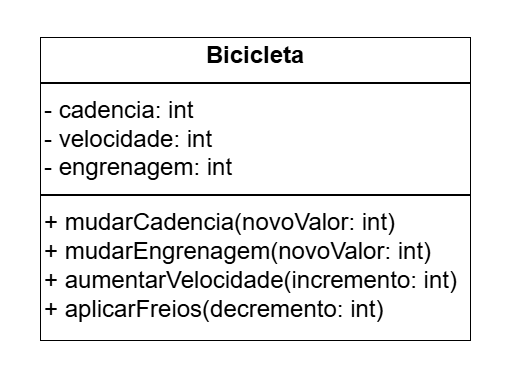 Bicicleta
- cadencia: int
- velocidade: int
- engrenagem: int
+ mudarCadencia(novoValor: int)
+ mudarEngrenagem(novoValor: int)
+ aumentarVelocidade(incremento: int)
+ aplicarFreios(decremento: int)